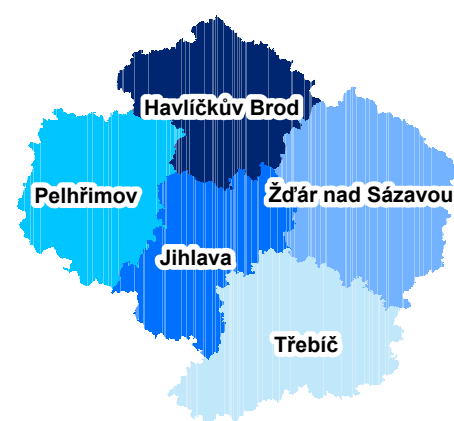 Havlíčkův Brod
Pelhřimov
Žďár nad Sázavou
Jihlava
Třebíč